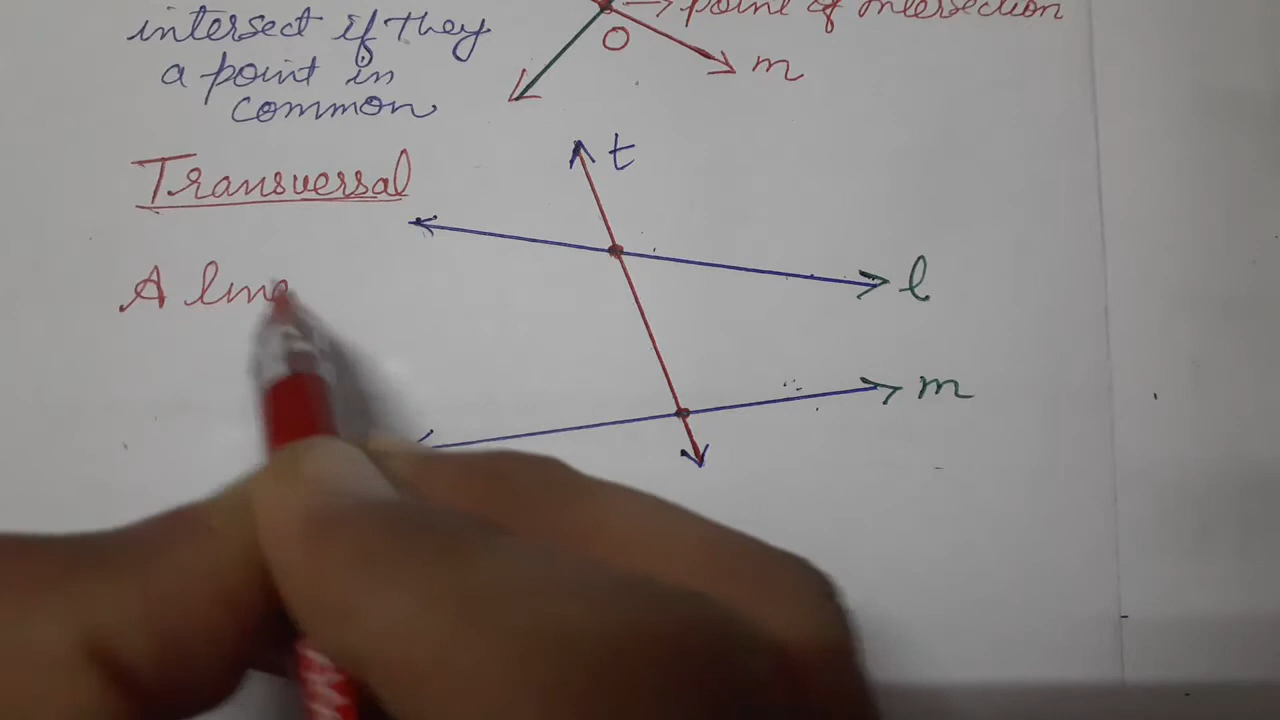 intersect if they
a point in
common
→ point of intersection
O
m
Transversal
t
l
A line
m